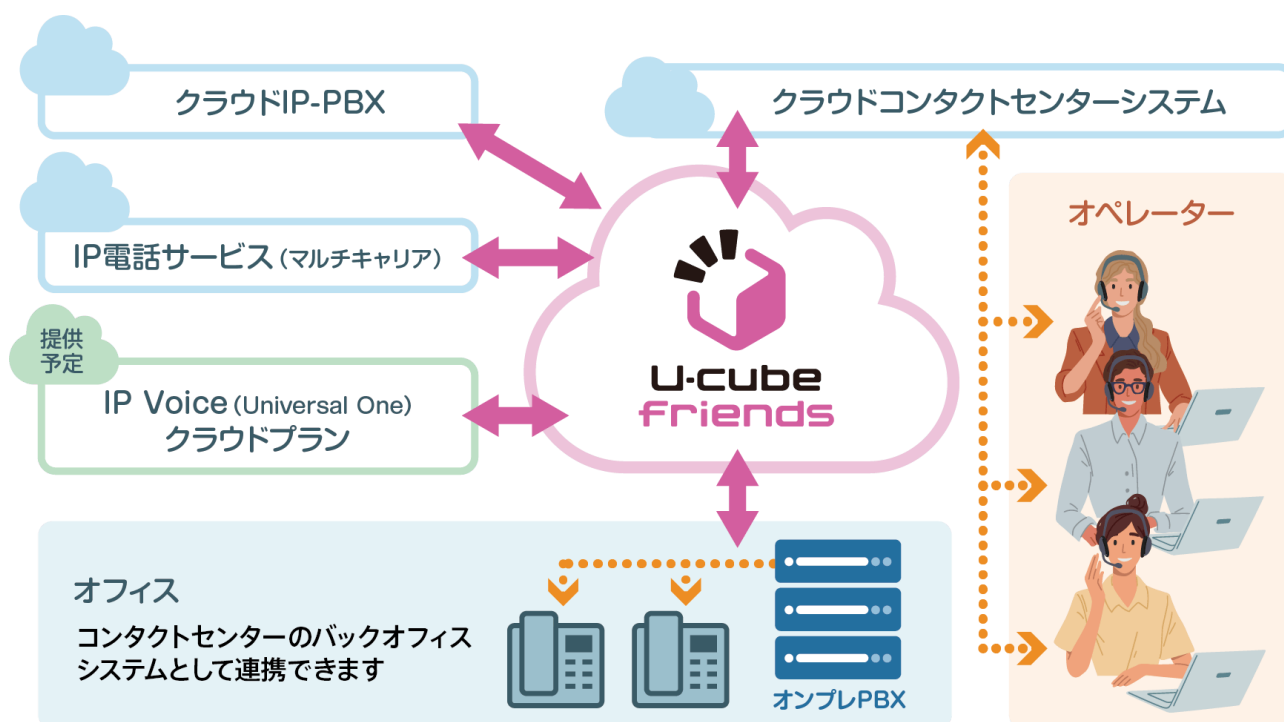 クラウドIP-PBX
クラウドコンタクトセンターシステム
IP電話サービス(マルチキャリア)
提供
予定
IP Voice(Universal One)
クラウドプラン
U-cube
friends
オペレーター
オフィス
コンタクトセンターのバックオフィス
システムとして連携できます
オンプレPBX